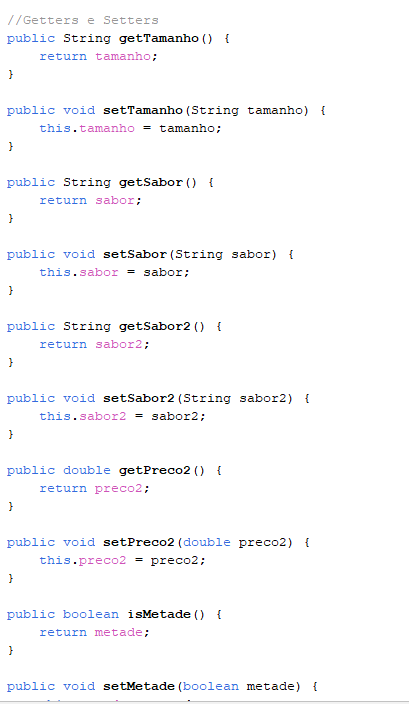 //Getters e Setters
public String getTamanho() {
    return tamanho;
}

public void setTamanho(String tamanho) {
    this.tamanho = tamanho;
}

public String getSabor() {
    return sabor;
}

public void setSabor(String sabor) {
    this.sabor = sabor;
}

public String getSabor2() {
    return sabor2;
}

public void setSabor2(String sabor2) {
    this.sabor2 = sabor2;
}

public double getPreco2() {
    return preco2;
}

public void setPreco2(double preco2) {
    this.preco2 = preco2;
}

public boolean isMetade() {
    return metade;
}

public void setMetade(boolean metade) {